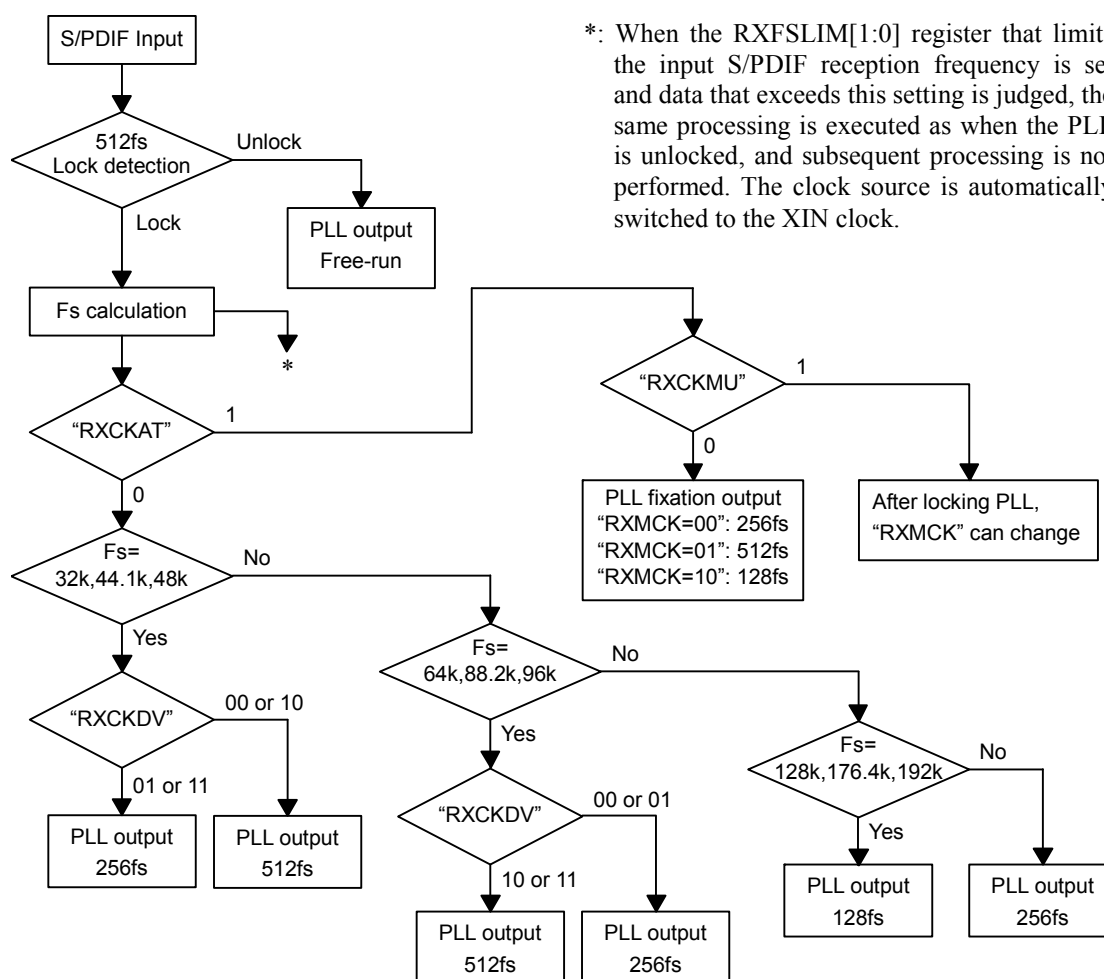 S/PDIF Input
*: When the RXFSLIM[1:0] register that limit
the input S/PDIF reception frequency is se
and data that exceeds this setting is judged, the
same processing is executed as when the PLL
is unlocked, and subsequent processing is no
performed. The clock source is automatically
switched to the XIN clock.
512fs
Lock detection
Unlock
Lock
PLL output
Free-run
Fs calculation
*
“RXCKAT”
1
0
“RXCKMU”
1
0
PLL fixation output
“RXMCK=00”: 256fs
“RXMCK=01”: 512fs
“RXMCK=10”: 128fs
After locking PLL,
“RXMCK” can change
Fs=
32k,44.1k,48k
No
Yes
Fs=
64k,88.2k,96k
No
Yes
“RXCKDV”
00 or 10
01 or 11
PLL output
256fs
PLL output
512fs
“RXCKDV”
00 or 01
10 or 11
PLL output
512fs
PLL output
256fs
Fs=
128k,176.4k,192k
No
Yes
PLL output
128fs
PLL output
256fs